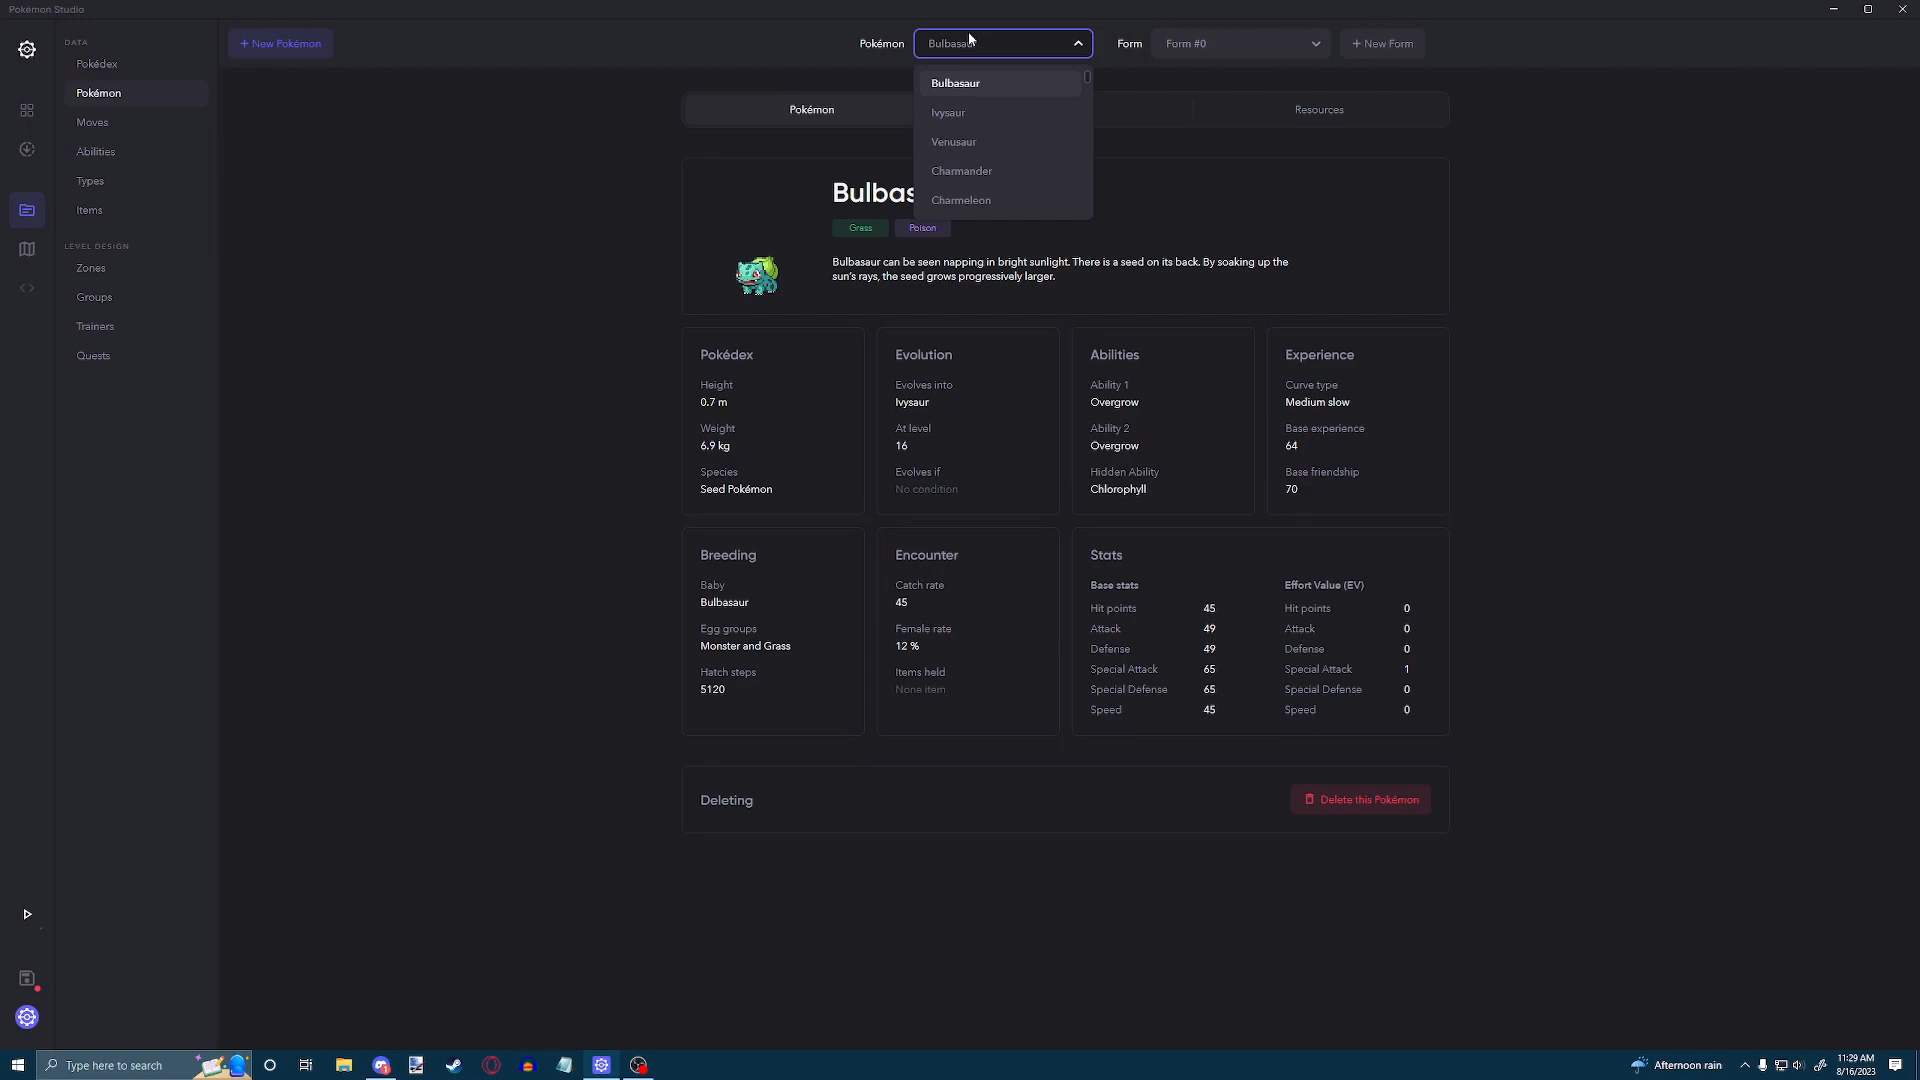 Pokémon Studio
DATA
Pokédex
Pokémon
Moves
Abilities
Types
Items
LEVEL DESIGN
Zones
Groups
Trainers
Quests
+ New Pokémon
Pokémon
Bulbasaur
Form
Form #0
+ New Form
Bulbasaur
Ivysaur
Venusaur
Charmander
Charmeleon
Pokémon
Resources
Bulbas
Grass
Poison
Bulbasaur can be seen napping in bright sunlight. There is a seed on its back. By soaking up the
sun's rays, the seed grows progressively larger.
Pokédex
Height
0.7 m
Weight
6.9 kg
Species
Seed Pokémon
Evolution
Evolves into
Ivysaur
At level
16
Evolves if
No condition
Abilities
Ability 1
Overgrow
Ability 2
Overgrow
Hidden Ability
Chlorophyll
Experience
Curve type
Medium slow
Base experience
64
Base friendship
70
Breeding
Baby
Bulbasaur
Egg groups
Monster and Grass
Hatch steps
5120
Encounter
Catch rate
45
Female rate
12 %
Items held
None item
Stats
Base stats
Hit points 45
Attack 49
Defense 49
Special Attack 65
Special Defense 65
Speed 45
Effort Value (EV)
Hit points 0
Attack 0
Defense 0
Special Attack 1
Special Defense 0
Speed 0
Deleting
Delete this Pokémon
Type here to search
Afternoon rain
11:29 AM
8/16/2023